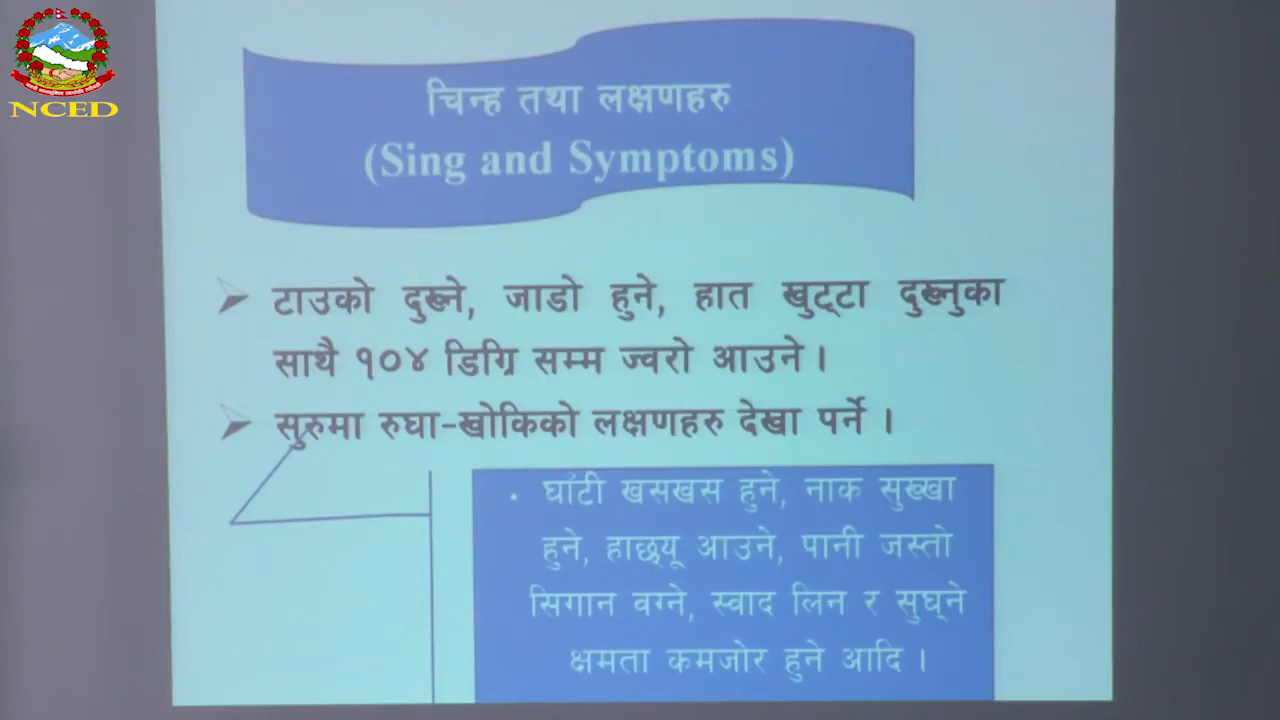 NCED
चिन्ह तथा लक्षणहरु
(Sing and Symptoms)
टाउको दुख्ने, जाडो हुने, हात खुट्टा दुख्नुका
साथै १०४ डिग्रि सम्म ज्वरो आउने ।
सुरुमा रुघा-खोकिको लक्षणहरु देखा पर्ने ।
• घाँटी खसखस हुने, नाक सुख्खा
हुने, हाछ्यू आउने, पानी जस्तो
सिगान वग्ने, स्वाद लिन र सुघ्ने
क्षमता कमजोर हुने आदि ।